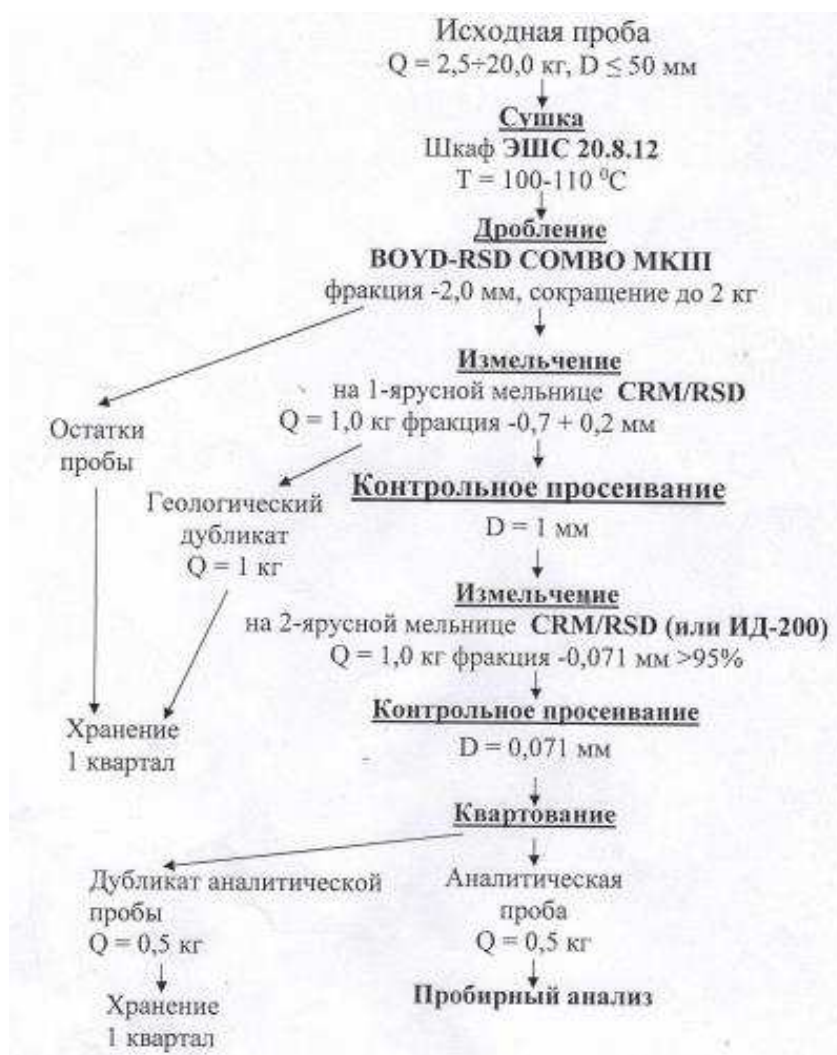 Исходная проба
Q = 2,5÷20,0 кг, D ≤ 50 мм
Сушка
Шкаф ЭШС 20.8.12
T = 100-110 ⁰C
Дробление
BOYD-RSD COMBO MKIII
фракция -2,0 мм, сокращение до 2 кг
Измельчение
на 1-ярусной мельнице CRM/RSD
Q = 1,0 кг фракция -0,7 + 0,2 мм
Остатки
пробы
Геологический
дубликат
Q = 1 кг
Контрольное просеивание
D = 1 мм
Измельчение
на 2-ярусной мельнице CRM/RSD (или ИД-200)
Q = 1,0 кг фракция -0,071 мм >95%
Контрольное просеивание
D = 0,071 мм
Хранение
1 квартал
Квартование
Дубликат аналитической
пробы
Q = 0,5 кг
Аналитическая
проба
Q = 0,5 кг
Хранение
1 квартал
Пробирный анализ